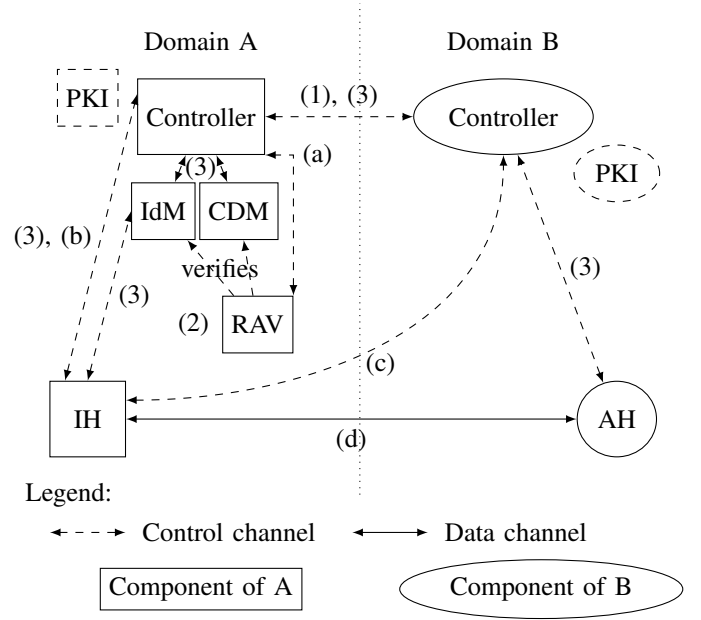 Domain A
Domain B
PKI
Controller
(1), (3)
Controller
(3)
(a)
PKI
IdM
CDM
(3), (b)
verifies
(3)
(3)
(2)
RAV
(c)
IH
AH
(d)
Legend:
Control channel
Data channel
Component of A
Component of B